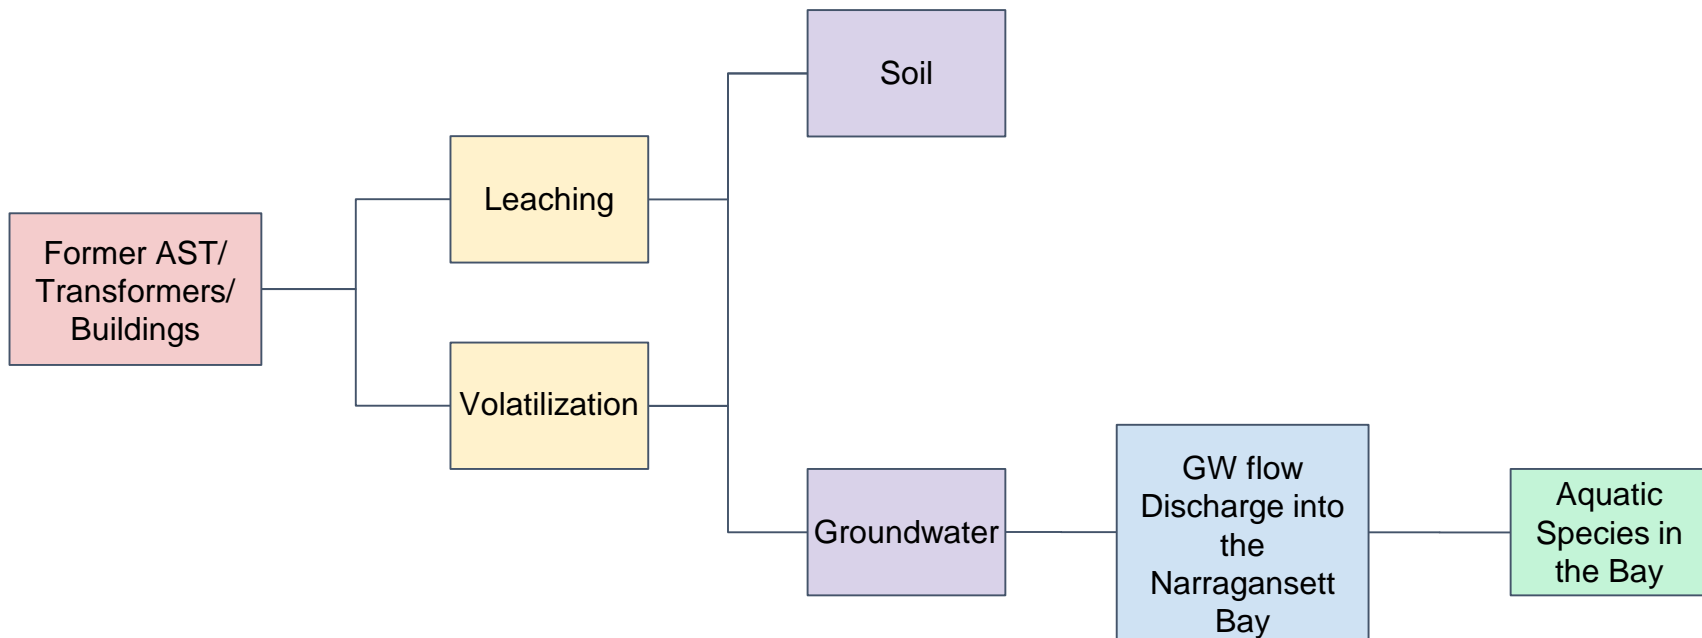 Soil
Leaching
Former AST/
Transformers/
Buildings
Volatilization
Groundwater
GW flow
Discharge into
the
Narragansett
Bay
Aquatic
Species in
the Bay